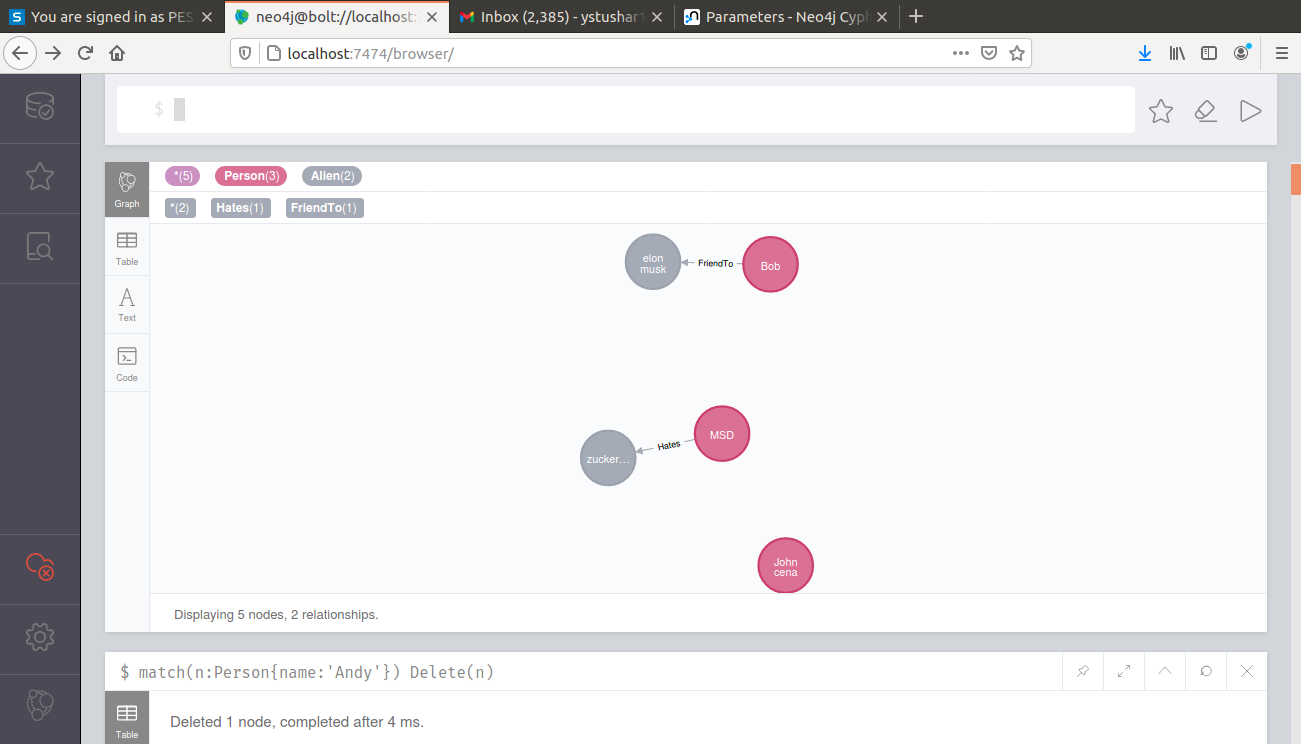 You are signed in as PES
neo4j@bolt://localhost:
Inbox (2,385) - ystushar
Parameters - Neo4j Cyph
localhost:7474/browser/
$
*(5) Person(3) Alien(2)
Graph
*(2) Hates(1) FriendTo(1)
elon
musk
FriendTo
Bob
Table
Text
Code
MSD
Hates
zucker...
John
cena
Displaying 5 nodes, 2 relationships.
$ match(n:Person{name:'Andy'}) Delete(n)
Deleted 1 node, completed after 4 ms.
Table